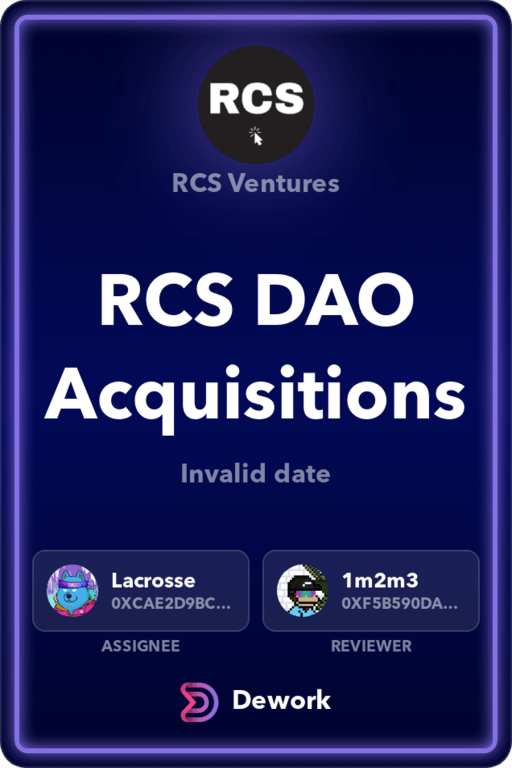 RCS
RCS Ventures
RCS DAO
Acquisitions
Invalid date
Lacrosse
0XCAE2D9BC...
1m2m3
0XF5B590DA...
ASSIGNEE
REVIEWER
Dework